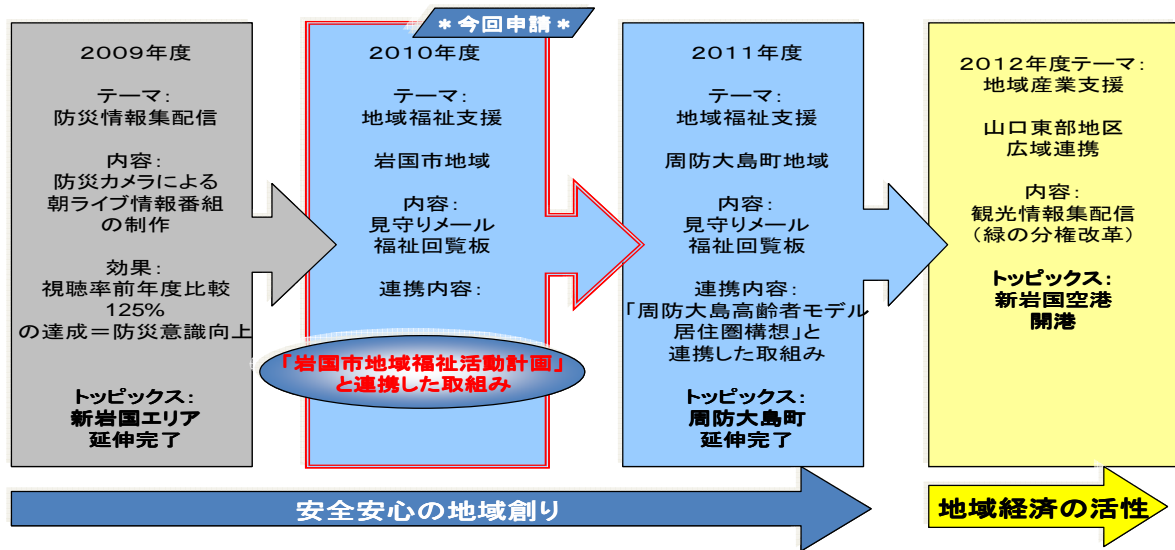 ＊今回申請＊
2009年度
テーマ：
防災情報集配信
内容：
防災カメラによる
朝ライブ情報番組
の制作
効果：
視聴率前年度比較
125%
の達成＝防災意識向上
トッピックス：
新岩国エリア
延伸完了
2010年度
テーマ：
地域福祉支援
岩国市地域
内容：
見守りメール
福祉回覧板
連携内容：
「岩国市地域福祉活動計画」
と連携した取組み
2011年度
テーマ：
地域福祉支援
周防大島町地域
内容：
見守りメール
福祉回覧板
連携内容：
「周防大島高齢者モデル
居住圏構想」と
連携した取組み
トッピックス：
周防大島町
延伸完了
2012年度テーマ：
地域産業支援
山口東部地区
広域連携
内容：
観光情報集配信
（緑の分権改革）
トッピックス：
新岩国空港
開港
安全安心の地域創り
地域経済の活性